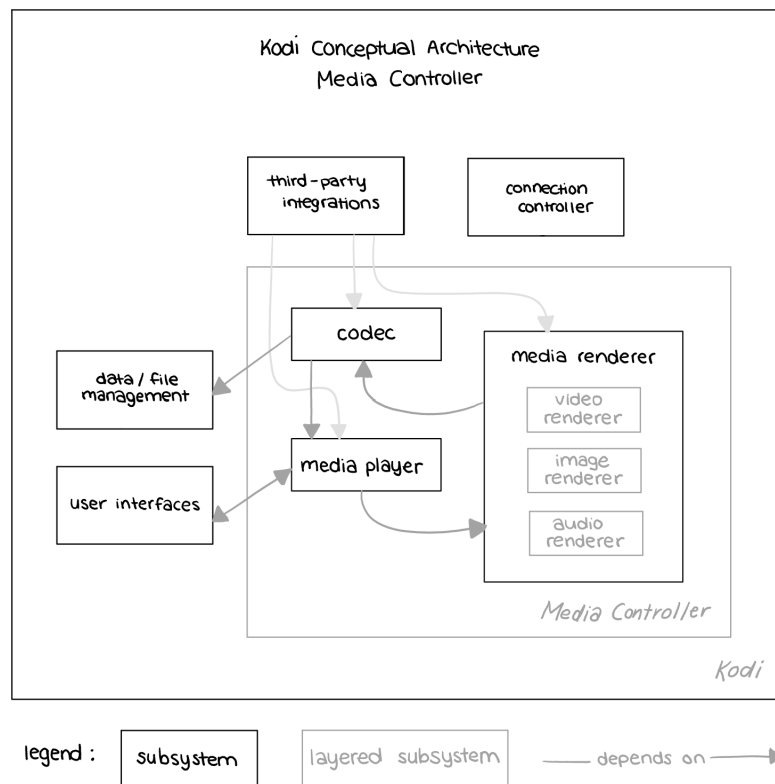 Kodi Conceptual Architecture
Media Controller
third-party
integrations
connection
controller
codec
media renderer
data / file
management
video
renderer
image
renderer
media player
user interfaces
audio
renderer
Media Controller
Kodi
legend :
subsystem
layered subsystem
depends on